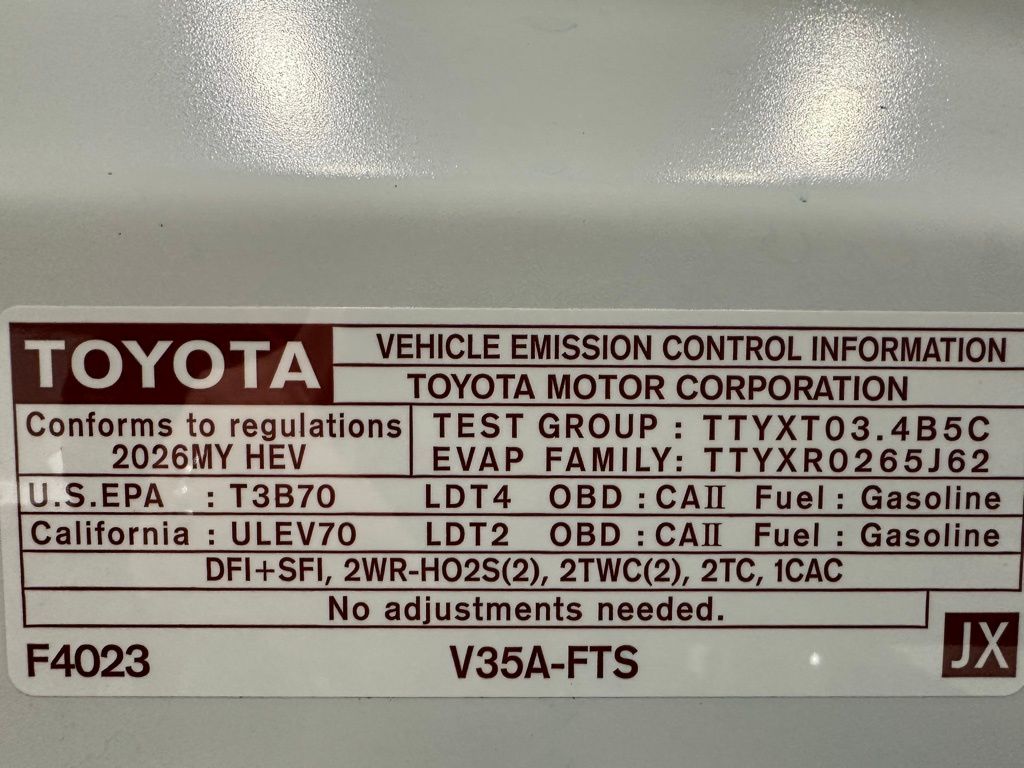 TOYOTA
VEHICLE EMISSION CONTROL INFORMATION
TOYOTA MOTOR CORPORATION
Conforms to regulations
2026MY HEV
TEST GROUP : TTYXT03.4B5C
EVAP FAMILY: TTYXR0265J62
U.S.EPA : T3B70 LDT4 OBD : CAⅡ Fuel : Gasoline
California : ULEV70 LDT2 OBD : CAⅡ Fuel : Gasoline
DFI+SFI, 2WR-HO2S(2), 2TWC(2), 2TC, 1CAC
No adjustments needed.
F4023 V35A-FTS JX